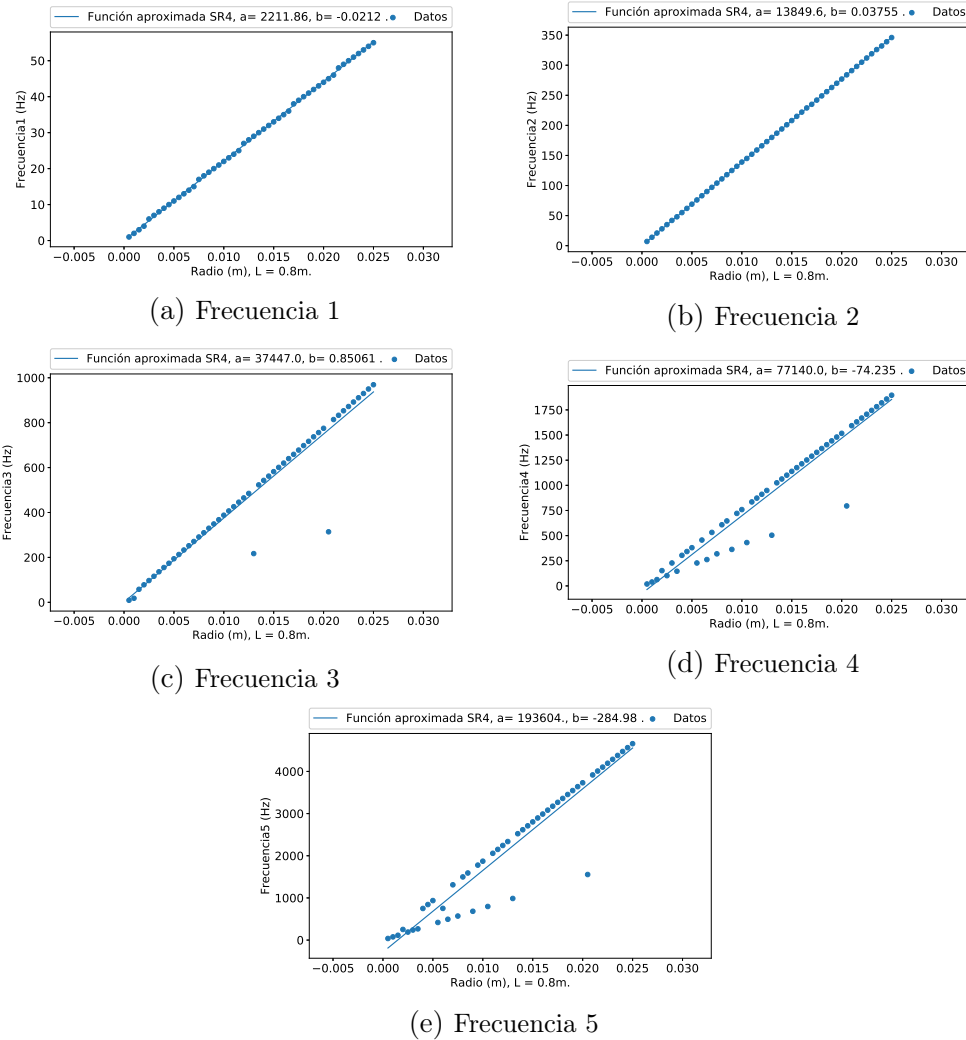 Función aproximada SR4, a= 2211.86, b= -0.0212 . Datos
Frecuencia1 (Hz)
50
40
30
20
10
0
−0.005 0.000 0.005 0.010 0.015 0.020 0.025 0.030
Radio (m), L = 0.8m.
(a) Frecuencia 1
Función aproximada SR4, a= 13849.6, b= 0.03755 . Datos
Frecuencia2 (Hz)
350
300
250
200
150
100
50
0
−0.005 0.000 0.005 0.010 0.015 0.020 0.025 0.030
Radio (m), L = 0.8m.
(b) Frecuencia 2
Función aproximada SR4, a= 37447.0, b= 0.85061 . Datos
Frecuencia3 (Hz)
1000
800
600
400
200
0
−0.005 0.000 0.005 0.010 0.015 0.020 0.025 0.030
Radio (m), L = 0.8m.
(c) Frecuencia 3
Función aproximada SR4, a= 77140.0, b= -74.235 . Datos
Frecuencia4 (Hz)
1750
1500
1250
1000
750
500
250
0
−0.005 0.000 0.005 0.010 0.015 0.020 0.025 0.030
Radio (m), L = 0.8m.
(d) Frecuencia 4
Función aproximada SR4, a= 193604., b= -284.98 . Datos
Frecuencia5 (Hz)
4000
3000
2000
1000
0
−0.005 0.000 0.005 0.010 0.015 0.020 0.025 0.030
Radio (m), L = 0.8m.
(e) Frecuencia 5